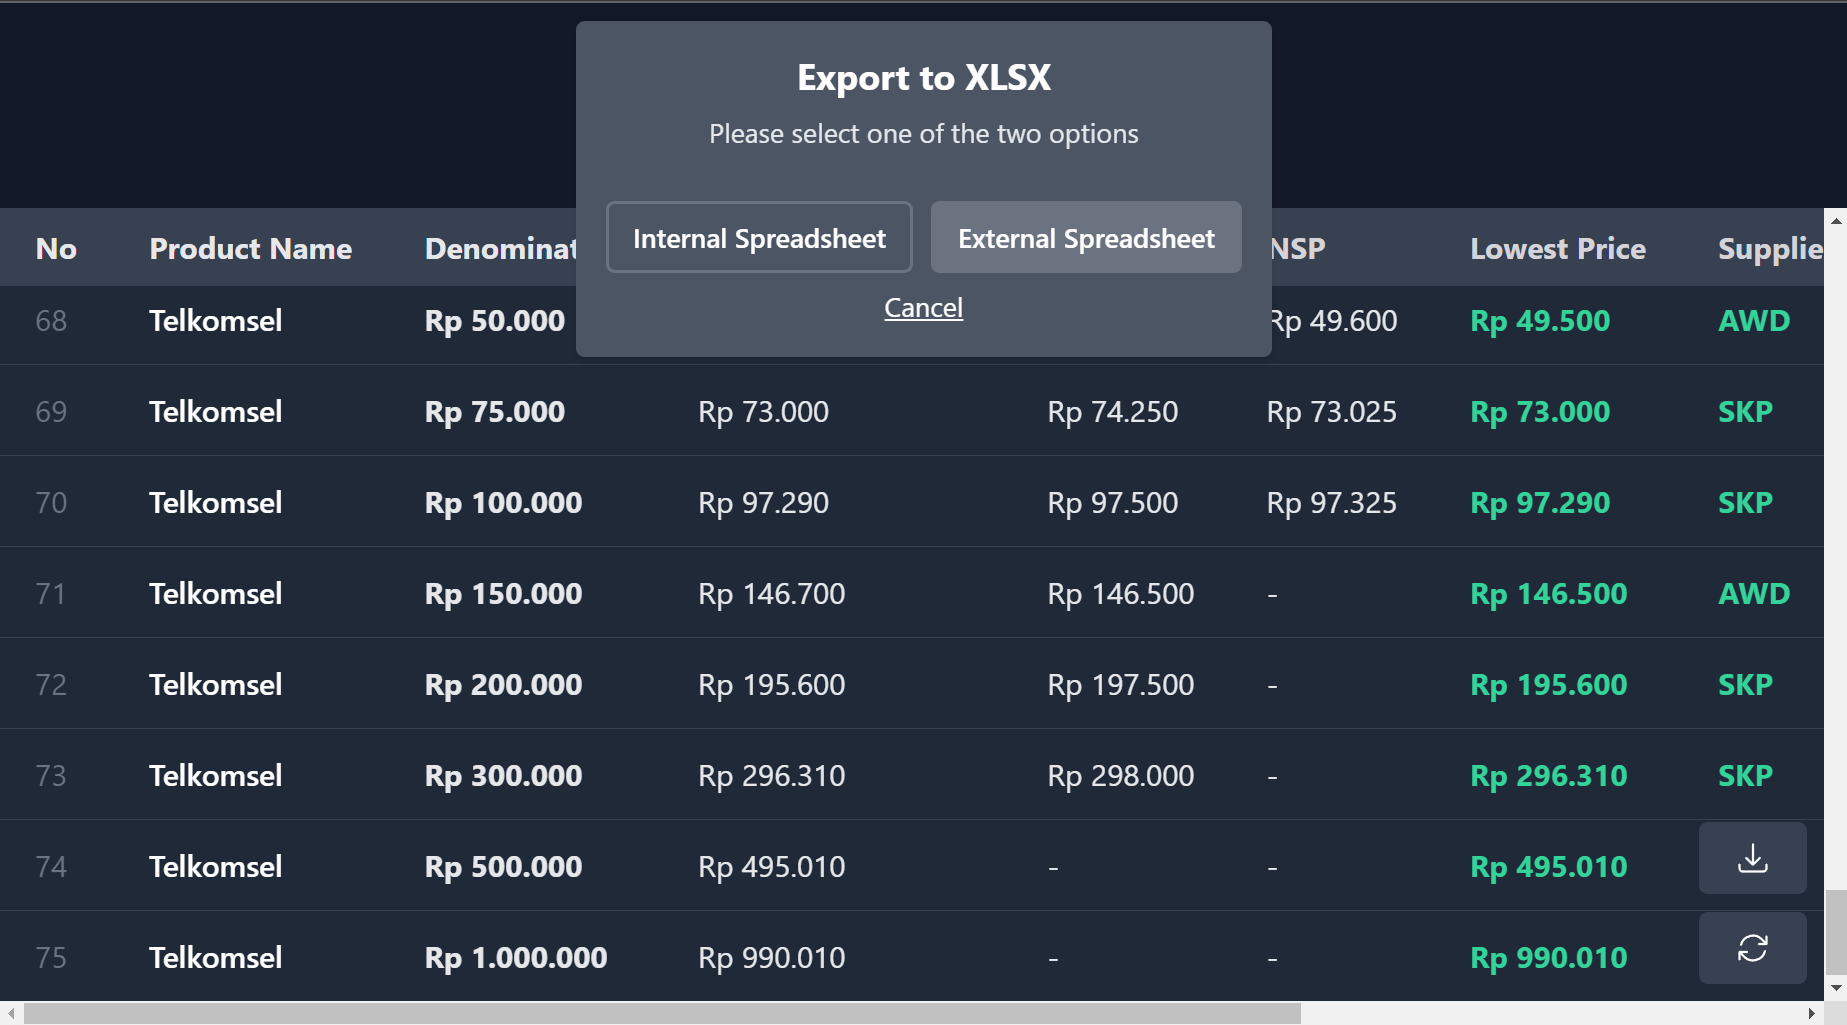 Export to XLSX
Please select one of the two options
Internal Spreadsheet External Spreadsheet
Cancel
No Product Name Denominat NSP Lowest Price Supplie
68 Telkomsel Rp 50.000 Rp 49.600 Rp 49.500 AWD
69 Telkomsel Rp 75.000 Rp 73.000 Rp 74.250 Rp 73.025 Rp 73.000 SKP
70 Telkomsel Rp 100.000 Rp 97.290 Rp 97.500 Rp 97.325 Rp 97.290 SKP
71 Telkomsel Rp 150.000 Rp 146.700 Rp 146.500 - Rp 146.500 AWD
72 Telkomsel Rp 200.000 Rp 195.600 Rp 197.500 - Rp 195.600 SKP
73 Telkomsel Rp 300.000 Rp 296.310 Rp 298.000 - Rp 296.310 SKP
74 Telkomsel Rp 500.000 Rp 495.010 - - Rp 495.010
75 Telkomsel Rp 1.000.000 Rp 990.010 - - Rp 990.010